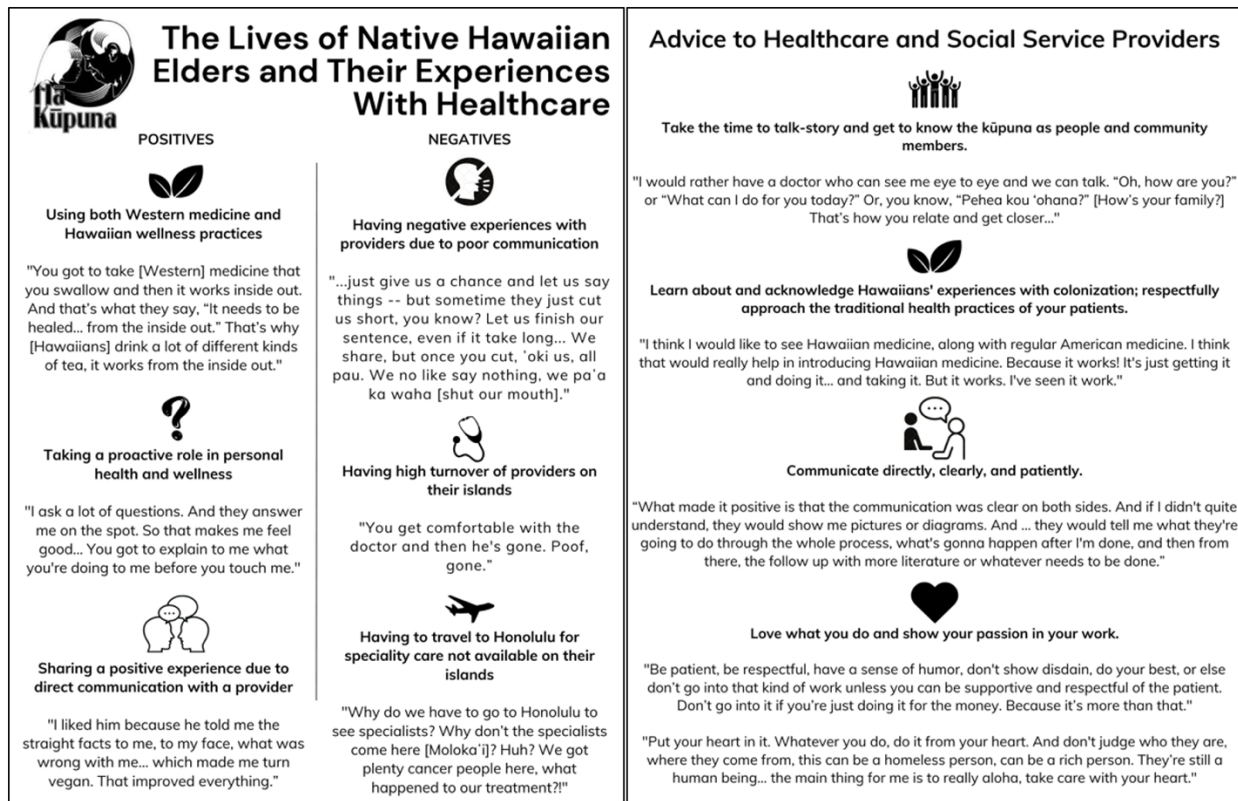 Hā
Kūpuna
The Lives of Native Hawaiian
Elders and Their Experiences
With Healthcare
POSITIVES
Using both Western medicine and
Hawaiian wellness practices
"You got to take [Western] medicine that
you swallow and then it works inside out.
And that's what they say, "It needs to be
healed... from the inside out." That's why
[Hawaiians] drink a lot of different kinds
of tea, it works from the inside out."
Taking a proactive role in personal
health and wellness
"I ask a lot of questions. And they answer
me on the spot. So that makes me feel
good... You got to explain to me what
you're doing to me before you touch me."
Sharing a positive experience due to
direct communication with a provider
"I liked him because he told me the
straight facts to me, to my face, what was
wrong with me... which made me turn
vegan. That improved everything."
NEGATIVES
Having negative experiences with
providers due to poor communication
"...just give us a chance and let us say
things -- but sometime they just cut
us short, you know? Let us finish our
sentence, even if it take long... We
share, but once you cut, ʻoki us, all
pau. We no like say nothing, we paʻa
ka waha [shut our mouth]."
Having high turnover of providers on
their islands
"You get comfortable with the
doctor and then he's gone. Poof,
gone."
Having to travel to Honolulu for
speciality care not available on their
islands
"Why do we have to go to Honolulu to
see specialists? Why don't the specialists
come here [Molokaʻi]? Huh? We got
plenty cancer people here, what
happened to our treatment?!"
Advice to Healthcare and Social Service Providers
Take the time to talk-story and get to know the kūpuna as people and community
members.
"I would rather have a doctor who can see me eye to eye and we can talk. "Oh, how are you?"
or "What can I do for you today?" Or, you know, "Pehea kou ʻohana?" [How's your family?]
That's how you relate and get closer..."
Learn about and acknowledge Hawaiians' experiences with colonization; respectfully
approach the traditional health practices of your patients.
"I think I would like to see Hawaiian medicine, along with regular American medicine. I think
that would really help in introducing Hawaiian medicine. Because it works! It's just getting it
and doing it... and taking it. But it works. I've seen it work."
Communicate directly, clearly, and patiently.
"What made it positive is that the communication was clear on both sides. And if I didn't quite
understand, they would show me pictures or diagrams. And ... they would tell me what they're
going to do through the whole process, what's gonna happen after I'm done, and then from
there, the follow up with more literature or whatever needs to be done."
Love what you do and show your passion in your work.
"Be patient, be respectful, have a sense of humor, don't show disdain, do your best, or else
don't go into that kind of work unless you can be supportive and respectful of the patient.
Don't go into it if you're just doing it for the money. Because it's more than that."
"Put your heart in it. Whatever you do, do it from your heart. And don't judge who they are,
where they come from, this can be a homeless person, can be a rich person. They're still a
human being... the main thing for me is to really aloha, take care with your heart."